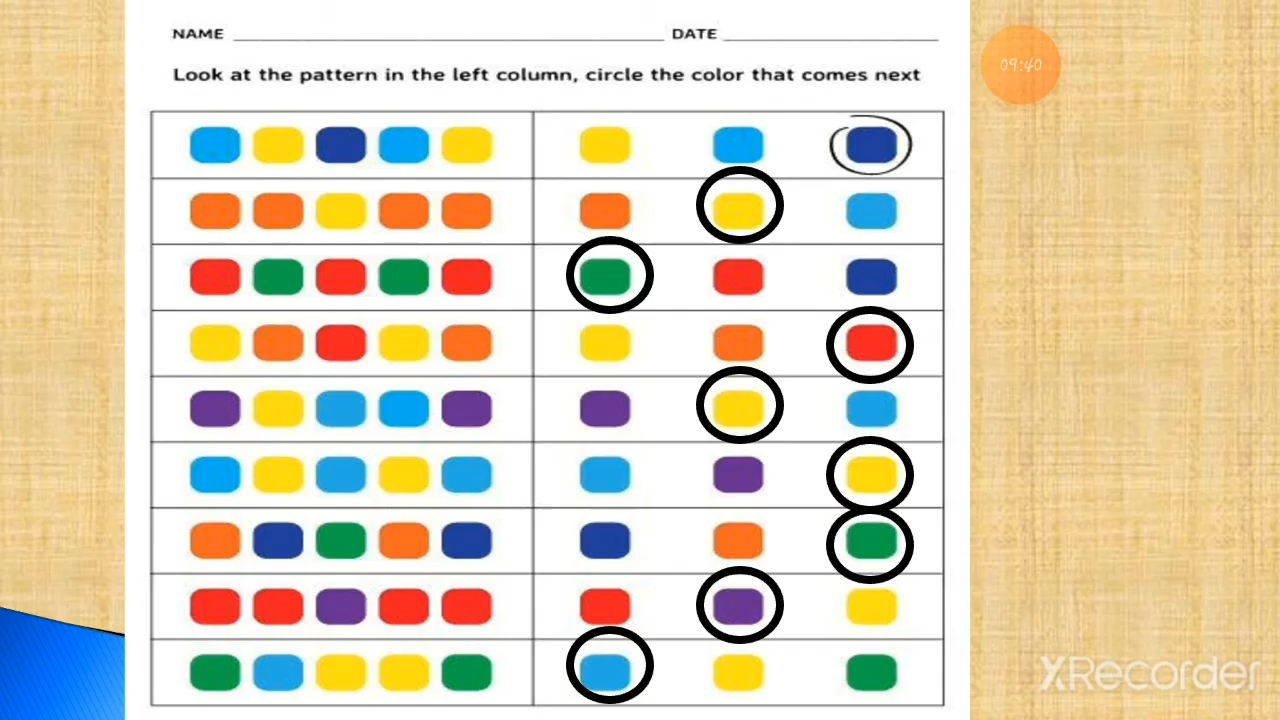 NAME DATE
Look at the pattern in the left column, circle the color that comes next
09:40
XRecorder